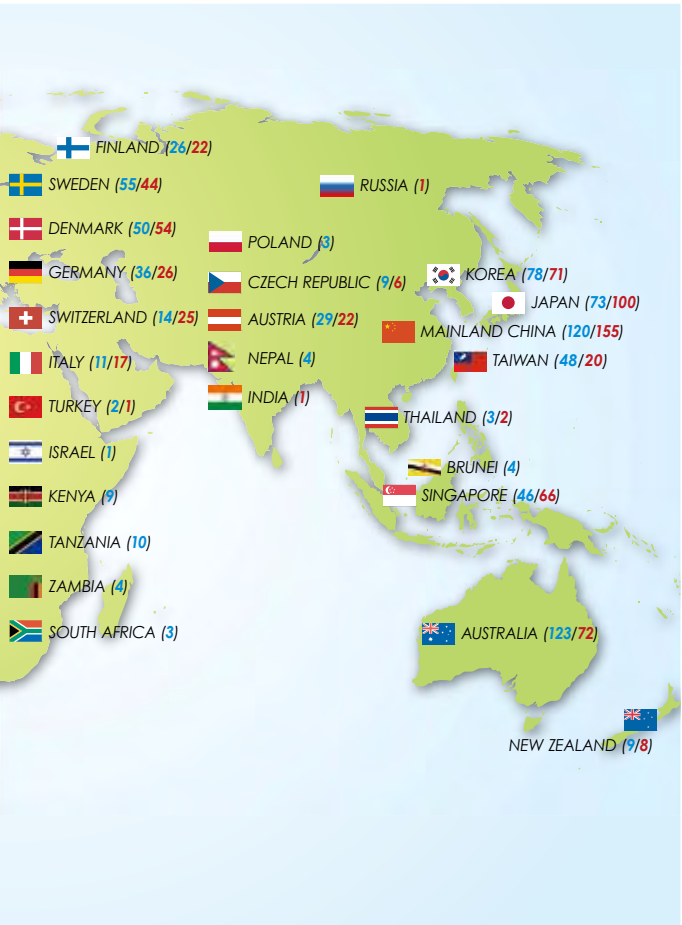 FINLAND (26/22)
SWEDEN (55/44)
RUSSIA (1)
DENMARK (50/54)
POLAND (3)
GERMANY (36/26)
CZECH REPUBLIC (9/6)
KOREA (78/71)
JAPAN (73/100)
SWITZERLAND (14/25)
AUSTRIA (29/22)
MAINLAND CHINA (120/155)
ITALY (11/17)
NEPAL (4)
TAIWAN (48/20)
TURKEY (2/1)
INDIA (1)
THAILAND (3/2)
ISRAEL (1)
BRUNEI (4)
KENYA (9)
SINGAPORE (46/66)
TANZANIA (10)
ZAMBIA (4)
SOUTH AFRICA (3)
AUSTRALIA (123/72)
NEW ZEALAND (9/8)